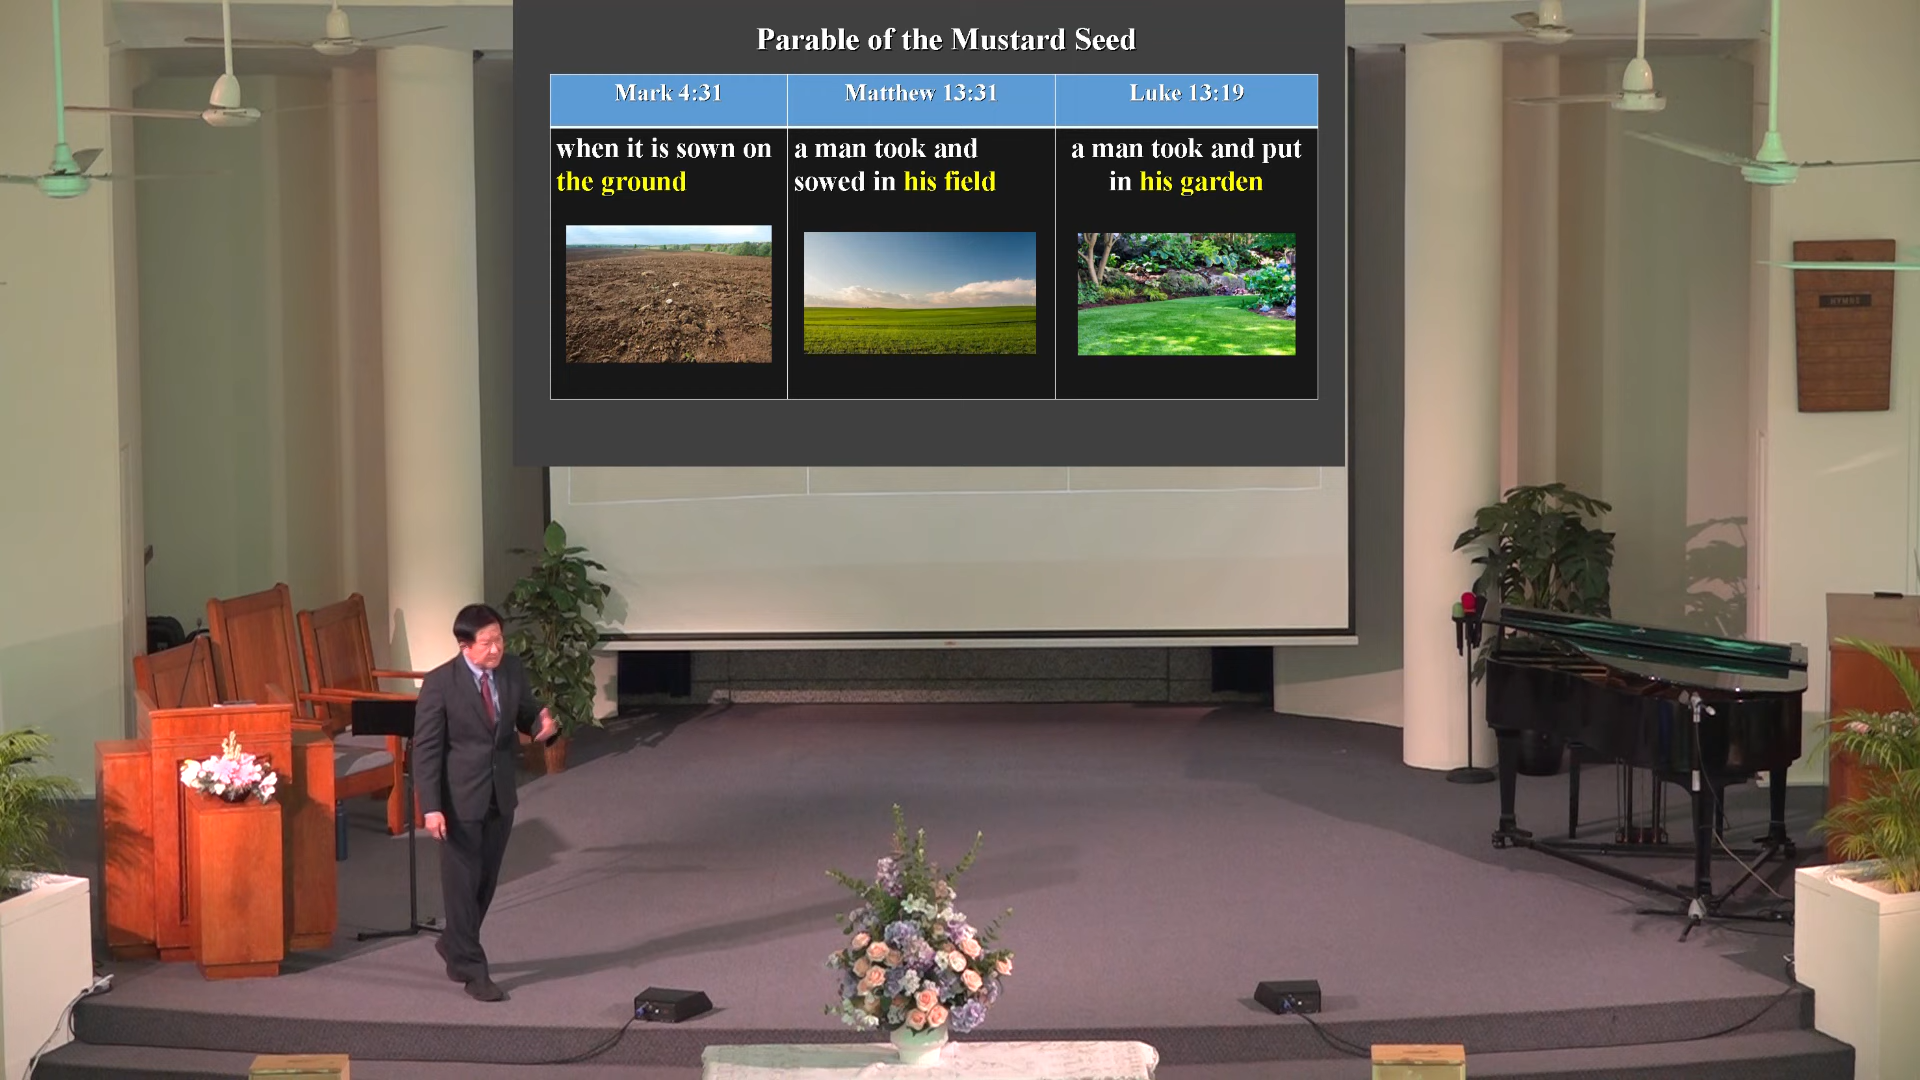 Parable of the Mustard Seed
Mark 4:31
Matthew 13:31
Luke 13:19
when it is sown on
the ground
a man took and
sowed in his field
a man took and put
in his garden
HYMNS